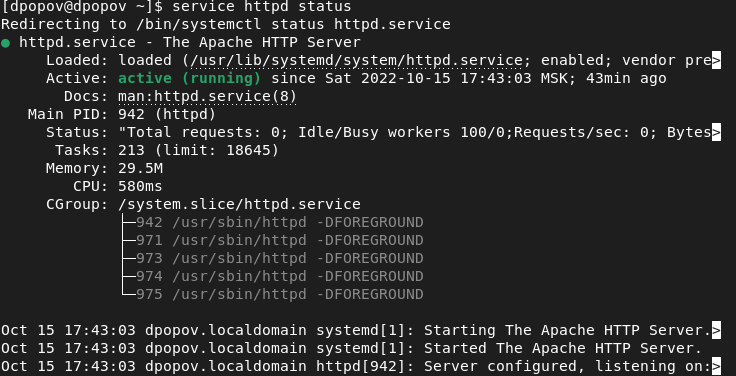 [dpopov@dpopov ~]$ service httpd status
Redirecting to /bin/systemctl status httpd.service
● httpd.service - The Apache HTTP Server
     Loaded: loaded (/usr/lib/systemd/system/httpd.service; enabled; vendor pre>
     Active: active (running) since Sat 2022-10-15 17:43:03 MSK; 43min ago
       Docs: man:httpd.service(8)
   Main PID: 942 (httpd)
     Status: "Total requests: 0; Idle/Busy workers 100/0;Requests/sec: 0; Bytes>
      Tasks: 213 (limit: 18645)
     Memory: 29.5M
        CPU: 580ms
     CGroup: /system.slice/httpd.service
             ├─942 /usr/sbin/httpd -DFOREGROUND
             ├─971 /usr/sbin/httpd -DFOREGROUND
             ├─973 /usr/sbin/httpd -DFOREGROUND
             ├─974 /usr/sbin/httpd -DFOREGROUND
             └─975 /usr/sbin/httpd -DFOREGROUND
Oct 15 17:43:03 dpopov.localdomain systemd[1]: Starting The Apache HTTP Server.>
Oct 15 17:43:03 dpopov.localdomain systemd[1]: Started The Apache HTTP Server.
Oct 15 17:43:03 dpopov.localdomain httpd[942]: Server configured, listening on:>